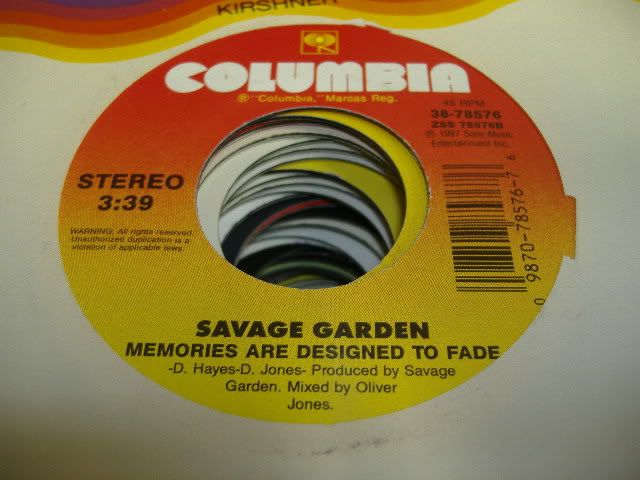 KIRSHNER
COLUMBIA
® "Columbia," Marcas Reg.
45 RPM
38-78576
ZSS 78576B
℗ 1997 Sony Music
Entertainment Inc.
STEREO
3:39
WARNING: All rights reserved.
Unauthorized duplication is a
violation of applicable laws.
0 9870-78576-7 6
SAVAGE GARDEN
MEMORIES ARE DESIGNED TO FADE
-D. Hayes-D. Jones- Produced by Savage
Garden. Mixed by Oliver
Jones.